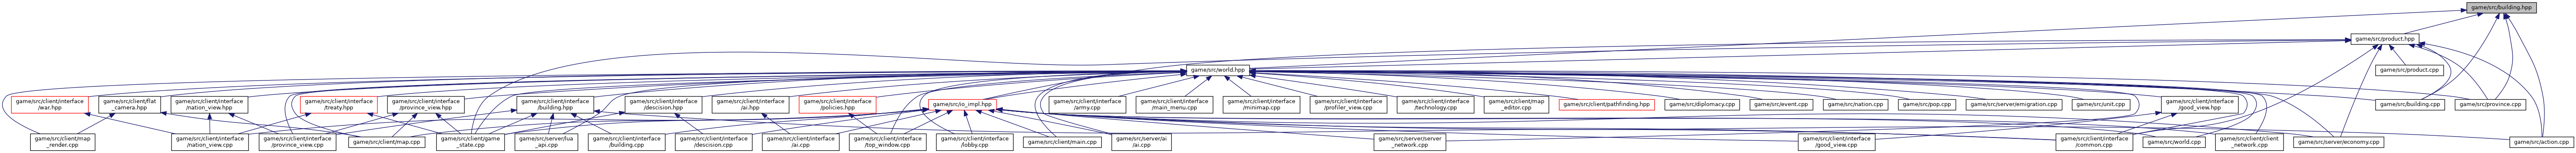 game/src/building.hpp
game/src/product.hpp
game/src/world.hpp
game/src/product.cpp
game/src/client/interface
/war.hpp
game/src/client/flat
_camera.hpp
game/src/client/interface
/nation_view.hpp
game/src/client/interface
/treaty.hpp
game/src/client/interface
/province_view.hpp
game/src/client/interface
/building.hpp
game/src/client/interface
/descision.hpp
game/src/client/interface
/ai.hpp
game/src/client/interface
/policies.hpp
game/src/io_impl.hpp
game/src/client/interface
/army.cpp
game/src/client/interface
/main_menu.cpp
game/src/client/interface
/minimap.cpp
game/src/client/interface
/profiler_view.cpp
game/src/client/interface
/technology.cpp
game/src/client/map
_editor.cpp
game/src/client/pathfinding.hpp
game/src/diplomacy.cpp
game/src/event.cpp
game/src/nation.cpp
game/src/pop.cpp
game/src/server/emigration.cpp
game/src/unit.cpp
game/src/client/interface
/good_view.hpp
game/src/building.cpp
game/src/province.cpp
game/src/client/map
_render.cpp
game/src/client/interface
/nation_view.cpp
game/src/client/interface
/province_view.cpp
game/src/client/map.cpp
game/src/client/game
_state.cpp
game/src/server/lua
_api.cpp
game/src/client/interface
/building.cpp
game/src/client/interface
/descision.cpp
game/src/client/interface
/ai.cpp
game/src/client/interface
/top_window.cpp
game/src/client/interface
/lobby.cpp
game/src/client/main.cpp
game/src/server/ai
/ai.cpp
game/src/server/server
_network.cpp
game/src/client/interface
/good_view.cpp
game/src/client/interface
/common.cpp
game/src/world.cpp
game/src/client/client
_network.cpp
game/src/server/economy.cpp
game/src/action.cpp